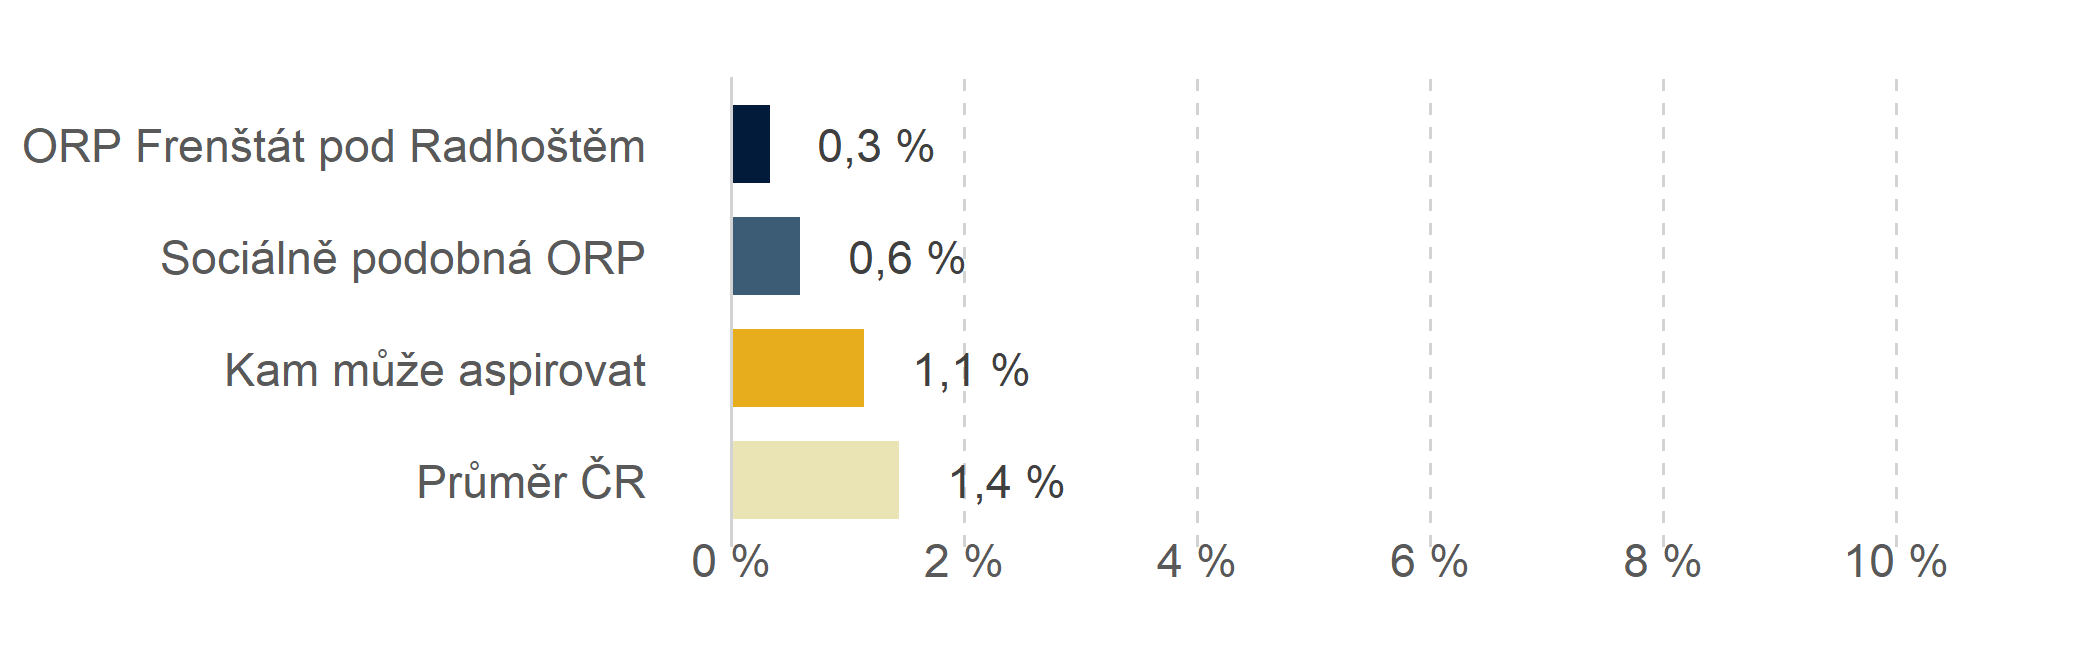 ORP Frenštát pod Radhoštěm
0,3 %
Sociálně podobná ORP
0,6 %
Kam může aspirovat
1,1 %
Průměr ČR
1,4 %
0 % 2 % 4 % 6 % 8 % 10 %